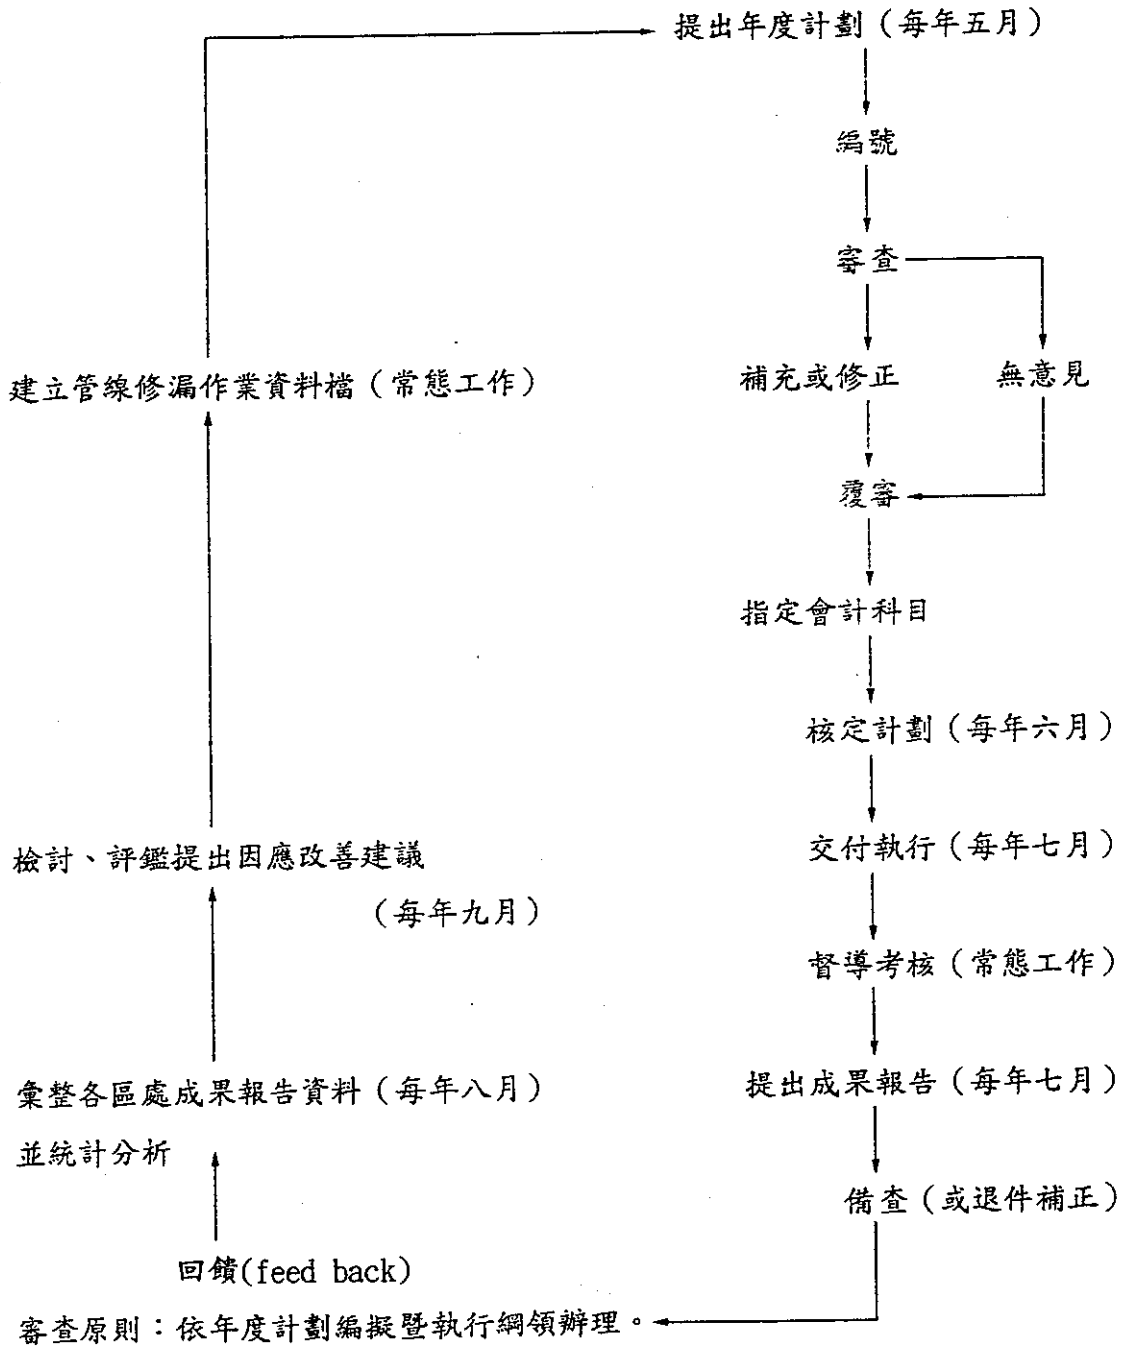 提出年度計劃（每年五月）
編號
審查
建立管線修漏作業資料檔（常態工作）
補充或修正
無意見
覆審
指定會計科目
核定計劃（每年六月）
檢討、評鑑提出因應改善建議
（每年九月）
交付執行（每年七月）
督導考核（常態工作）
彙整各區處成果報告資料（每年八月）
並統計分析
提出成果報告（每年七月）
備查（或退件補正）
回饋(feed back)
審查原則：依年度計劃編擬暨執行綱領辦理。